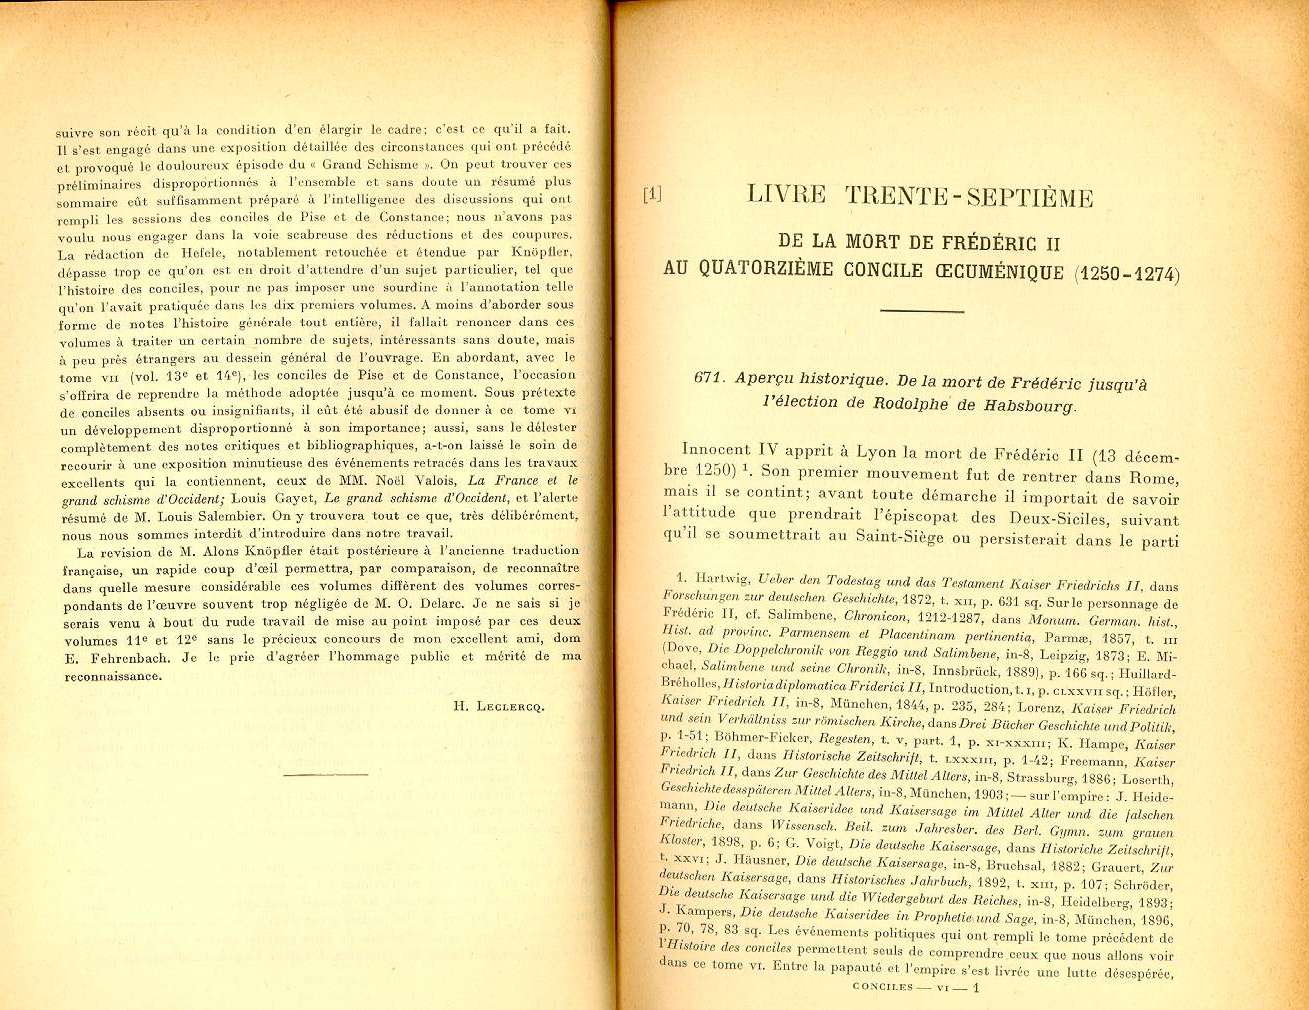 suivre son récit qu'à la condition d'en élargir le cadre; c'est ce qu'il a fait.
Il s'est engagé dans une exposition détaillée des circonstances qui ont précédé
et provoqué le douloureux épisode du « Grand Schisme ». On peut trouver ces
préliminaires disproportionnés à l'ensemble et sans doute un résumé plus
sommaire eût suffisamment préparé à l'intelligence des discussions qui ont
rempli les sessions des conciles de Pise et de Constance; nous n'avons pas
voulu nous engager dans la voie scabreuse des réductions et des coupures.
La rédaction de Hefele, notablement retouchée et étendue par Knöpfler,
dépasse trop ce qu'on est en droit d'attendre d'un sujet particulier, tel que
l'histoire des conciles, pour ne pas imposer une sourdine à l'annotation telle
qu'on l'avait pratiquée dans les dix premiers volumes. A moins d'aborder sous
forme de notes l'histoire générale tout entière, il fallait renoncer dans ces
volumes à traiter un certain nombre de sujets, intéressants sans doute, mais
à peu près étrangers au dessein général de l'ouvrage. En abordant, avec le
tome VII (vol. 13e et 14e), les conciles de Pise et de Constance, l'occasion
s'offrira de reprendre la méthode adoptée jusqu'à ce moment. Sous prétexte
de conciles absents ou insignifiants, il eût été abusif de donner à ce tome VI
un développement disproportionné à son importance; aussi, sans le délester
complètement des notes critiques et bibliographiques, a-t-on laissé le soin de
recourir à une exposition minutieuse des événements retracés dans les travaux
excellents qui la contiennent, ceux de MM. Noël Valois, La France et le
grand schisme d'Occident; Louis Gayet, Le grand schisme d'Occident, et l'alerte
résumé de M. Louis Salembier. On y trouvera tout ce que, très délibérément,
nous nous sommes interdit d'introduire dans notre travail.
La revision de M. Alons Knöpfler était postérieure à l'ancienne traduction
française, un rapide coup d'œil permettra, par comparaison, de reconnaître
dans quelle mesure considérable ces volumes diffèrent des volumes corres-
pondants de l'œuvre souvent trop négligée de M. O. Delarc. Je ne sais si je
serais venu à bout du rude travail de mise au point imposé par ces deux
volumes 11e et 12e sans le précieux concours de mon excellent ami, dom
E. Fehrenbach. Je le prie d'agréer l'hommage public et mérité de ma
reconnaissance.
H. LECLERCQ.
[1] LIVRE TRENTE-SEPTIÈME
DE LA MORT DE FRÉDÉRIC II
AU QUATORZIÈME CONCILE ŒCUMÉNIQUE (1250-1274)
671. Aperçu historique. De la mort de Frédéric jusqu'à
l'élection de Rodolphe de Habsbourg.
Innocent IV apprit à Lyon la mort de Frédéric II (13 décem-
bre 1250) 1. Son premier mouvement fut de rentrer dans Rome,
mais il se contint; avant toute démarche il importait de savoir
l'attitude que prendrait l'épiscopat des Deux-Siciles, suivant
qu'il se soumettrait au Saint-Siège ou persisterait dans le parti
1. Hartwig, Ueber den Todestag und das Testament Kaiser Friedrichs II, dans
Forschungen zur deutschen Geschichte, 1872, t. XII, p. 631 sq. Sur le personnage de
Frédéric II, cf. Salimbene, Chronicon, 1212-1287, dans Monum. German. hist.,
Hist. ad provinc. Parmensem et Placentinam pertinentia, Parmæ, 1857, t. III
(Dove, Die Doppelchronik von Reggio und Salimbene, in-8, Leipzig, 1873; E. Mi-
chael, Salimbene und seine Chronik, in-8, Innsbrück, 1889), p. 166 sq.; Huillard-
Bréholles, Historia diplomatica Friderici II, Introduction, t. I, p. CLXXVII sq.; Höfler,
Kaiser Friedrich II, in-8, München, 1844, p. 235, 284; Lorenz, Kaiser Friedrich
und sein Verhältniss zur römischen Kirche, dans Drei Bücher Geschichte und Politik,
p. 1-51; Böhmer-Ficker, Regesten, t. V, part. 1, p. XI-XXXIII; K. Hampe, Kaiser
Friedrich II, dans Historische Zeitschrift, t. LXXXIII, p. 1-42; Freemann, Kaiser
Friedrich II, dans Zur Geschichte des Mittel Alters, in-8, Strassburg, 1886; Loserth,
Geschichte des späteren Mittel Alters, in-8, München, 1903; — sur l'empire: J. Heide-
mann, Die deutsche Kaiseridee und Kaisersage im Mittel Alter und die falschen
Friedriche, dans Wissensch. Beil. zum Jahresber. des Berl. Gymn. zum grauen
Kloster, 1898, p. 6; G. Voigt, Die deutsche Kaisersage, dans Historiche Zeitschrift,
t. XXVI; J. Häusner, Die deutsche Kaisersage, in-8, Bruchsal, 1882; Grauert, Zur
deutschen Kaisersage, dans Historisches Jahrbuch, 1892, t. XIII, p. 107; Schröder,
Die deutsche Kaisersage und die Wiedergeburt des Reiches, in-8, Heidelberg, 1893;
J. Kampers, Die deutsche Kaiseridee in Prophetie und Sage, in-8, München, 1896,
p. 70, 78, 83 sq. Les événements politiques qui ont rempli le tome précédent de
l'Histoire des conciles permettent seuls de comprendre ceux que nous allons voir
dans ce tome VI. Entre la papauté et l'empire s'est livrée une lutte désespérée,
CONCILES — VI — 1